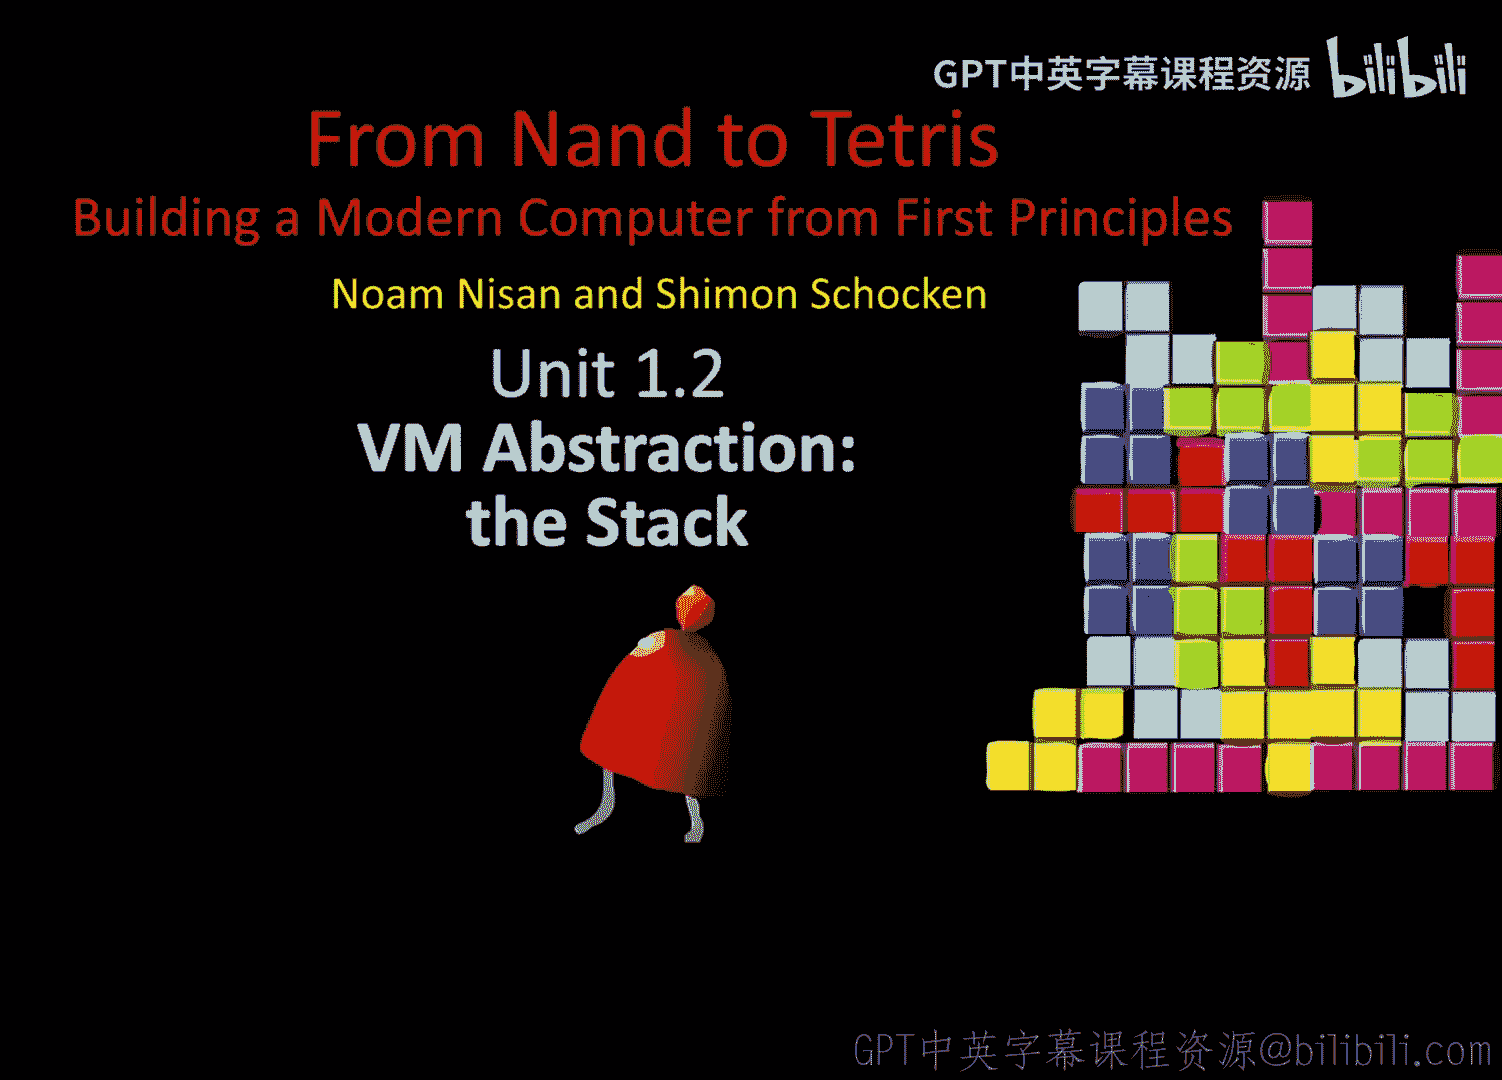 GPT中英字幕课程资源 bilibili
From Nand to Tetris
Building a Modern Computer from First Principles
Noam Nisan and Shimon Schocken
Unit 1.2
VM Abstraction:
the Stack
GPT中英字幕课程资源@bilibili.com